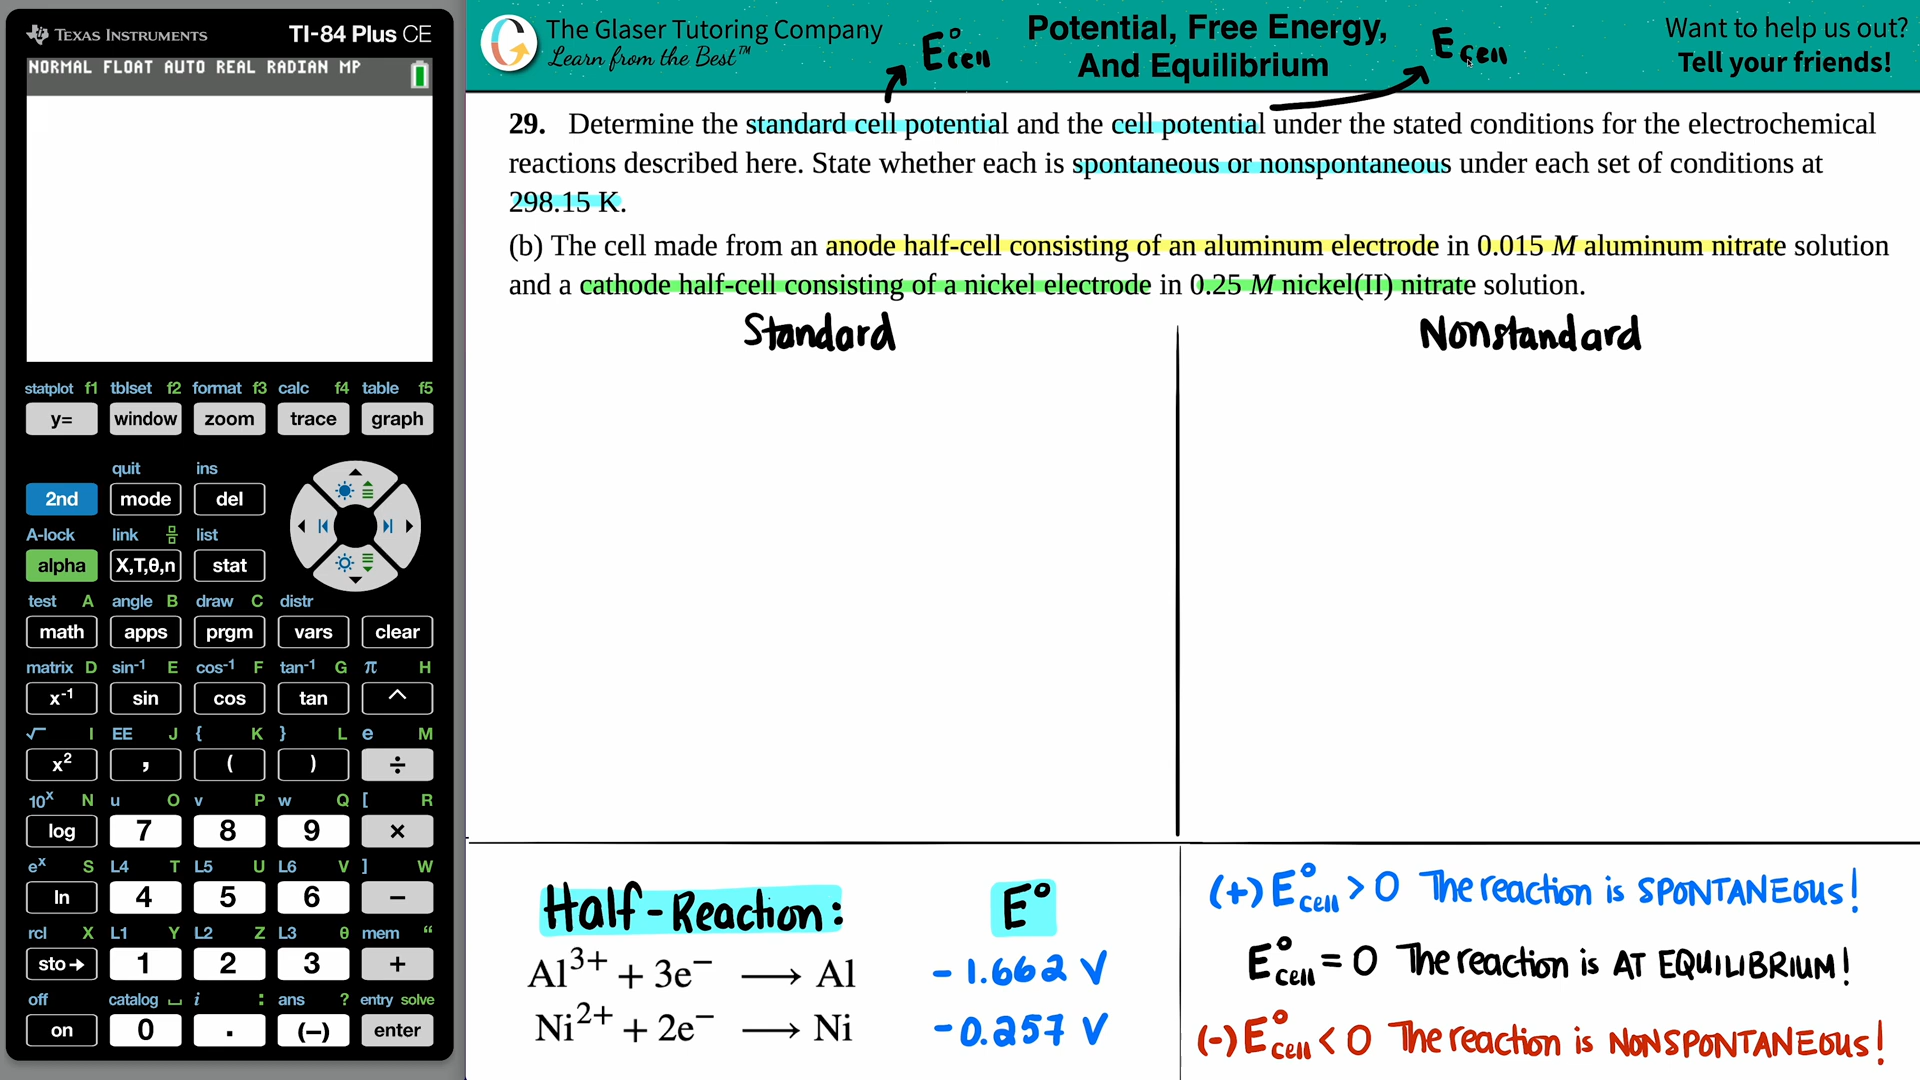 TEXAS INSTRUMENTS TI-84 Plus CE
NORMAL FLOAT AUTO REAL RADIAN MP
statplot f1 tblset f2 format f3 calc f4 table f5
y= window zoom trace graph
quit ins
2nd mode del
A-lock link list
alpha X,T,θ,n stat
test A angle B draw C distr
math apps prgm vars clear
matrix D sin⁻¹ E cos⁻¹ F tan⁻¹ G π H
x⁻¹ sin cos tan ^
√ I EE J { K } L e M
x² , ( ) ÷
10ˣ N u O v P w Q [ R
log 7 8 9 ×
eˣ S L4 T L5 U L6 V ] W
ln 4 5 6 −
rcl X L1 Y L2 Z L3 θ mem “
sto→ 1 2 3 +
off catalog ⎵ i : ans ? entry solve
on 0 . (−) enter
The Glaser Tutoring Company
Learn from the Best™
E°cell
Potential, Free Energy,
And Equilibrium
Ecell
Want to help us out?
Tell your friends!
29. Determine the standard cell potential and the cell potential under the stated conditions for the electrochemical
reactions described here. State whether each is spontaneous or nonspontaneous under each set of conditions at
298.15 K.
(b) The cell made from an anode half-cell consisting of an aluminum electrode in 0.015 M aluminum nitrate solution
and a cathode half-cell consisting of a nickel electrode in 0.25 M nickel(II) nitrate solution.
Standard
Nonstandard
Half-Reaction: E°
Al³⁺ + 3e⁻ ⟶ Al -1.662 V
Ni²⁺ + 2e⁻ ⟶ Ni -0.257 V
(+) E°cell > 0 The reaction is SPONTANEOUS!
E°cell = 0 The reaction is AT EQUILIBRIUM!
(-) E°cell < 0 The reaction is NONSPONTANEOUS!